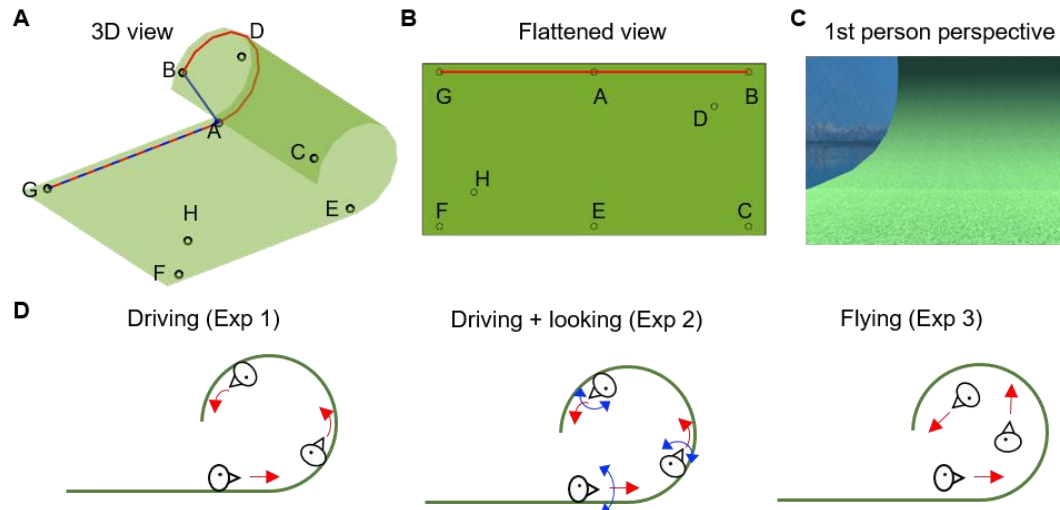 A
3D view
D
B
A
C
G
H
E
F
B
Flattened view
G
A
B
D
H
F
E
C
C
1st person perspective
D
Driving (Exp 1)
Driving + looking (Exp 2)
Flying (Exp 3)